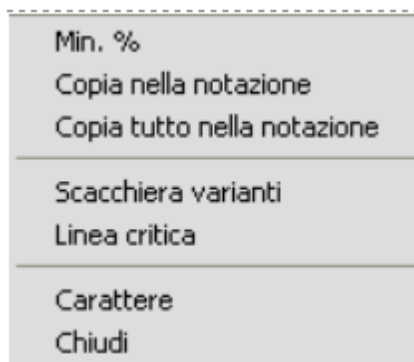 Min. %
Copia nella notazione
Copia tutto nella notazione
Scacchiera varianti
Linea critica
Carattere
Chiudi